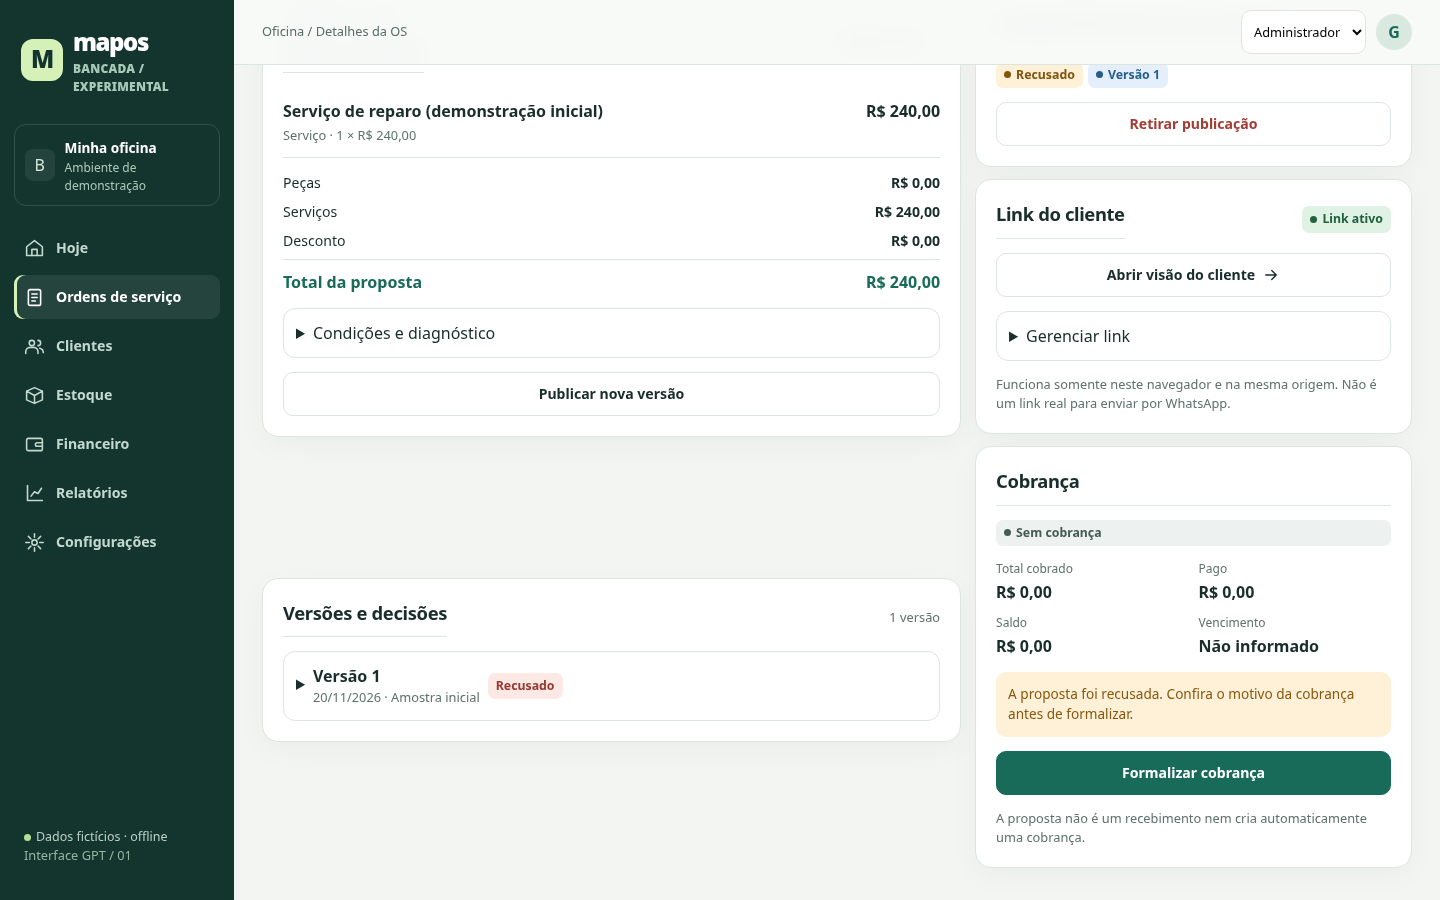 M
mapos
BANCADA /
EXPERIMENTAL
B
Minha oficina
Ambiente de
demonstração
Hoje
Ordens de serviço
Clientes
Estoque
Financeiro
Relatórios
Configurações
Dados fictícios · offline
Interface GPT / 01
Oficina / Detalhes da OS
Administrador
G
Serviço de reparo (demonstração inicial) R$ 240,00
Serviço · 1 × R$ 240,00
Peças R$ 0,00
Serviços R$ 240,00
Desconto R$ 0,00
Total da proposta R$ 240,00
Condições e diagnóstico
Publicar nova versão
Versões e decisões 1 versão
Versão 1
20/11/2026 · Amostra inicial Recusado
Recusado Versão 1
Retirar publicação
Link do cliente Link ativo
Abrir visão do cliente →
Gerenciar link
Funciona somente neste navegador e na mesma origem. Não é
um link real para enviar por WhatsApp.
Cobrança
Sem cobrança
Total cobrado Pago
R$ 0,00 R$ 0,00
Saldo Vencimento
R$ 0,00 Não informado
A proposta foi recusada. Confira o motivo da cobrança
antes de formalizar.
Formalizar cobrança
A proposta não é um recebimento nem cria automaticamente
uma cobrança.